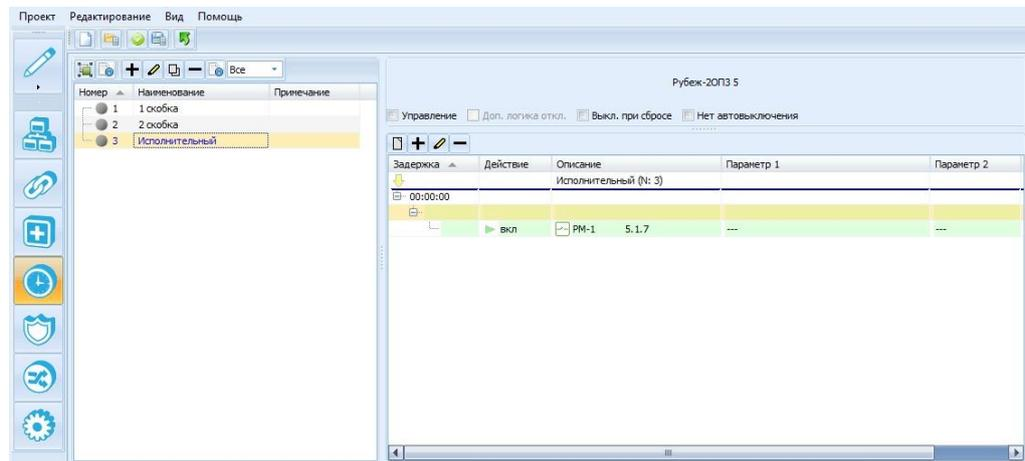 Проект Редактирование Вид Помощь
Все
Номер Наименование Примечание
1 1 скобка
2 2 скобка
3 Исполнительный
Рубеж-2ОП3 5
Управление Доп. логика откл. Выкл. при сбросе Нет автовыключения
Задержка Действие Описание Параметр 1 Параметр 2
Исполнительный (N: 3)
00:00:00
вкл РМ-1 5.1.7 --- ---